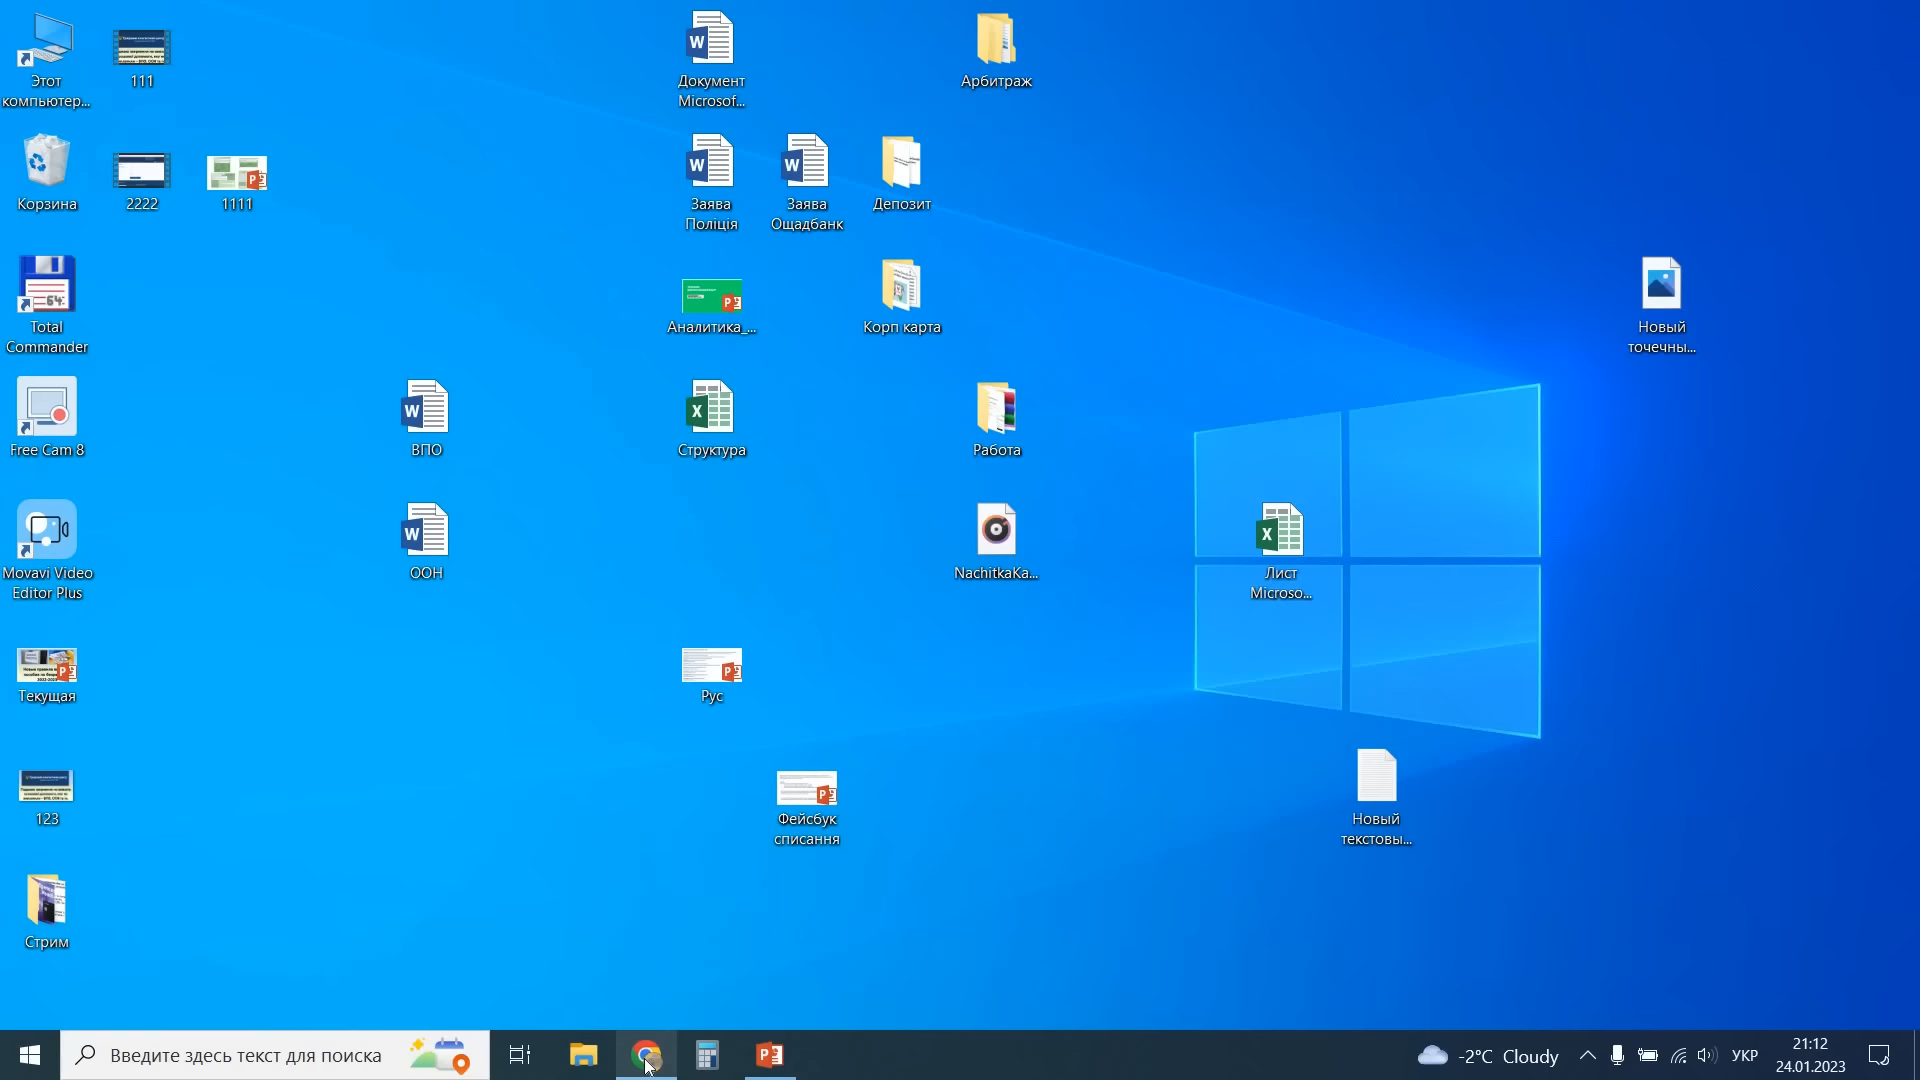 Этот
компьютер...
111
Документ
Microsof...
Арбитраж
Корзина
2222
1111
Заява
Поліція
Заява
Ощадбанк
Депозит
Total
Commander
64
Аналитика_...
Корп карта
Новый
точечны...
Free Cam 8
ВПО
Структура
Работа
Movavi Video
Editor Plus
ООН
NachitkaKa...
Лист
Microso...
Текущая
Рус
123
Фейсбук
списання
Новый
текстовы...
Стрим
Введите здесь текст для поиска
-2°C Cloudy
УКР
21:12
24.01.2023